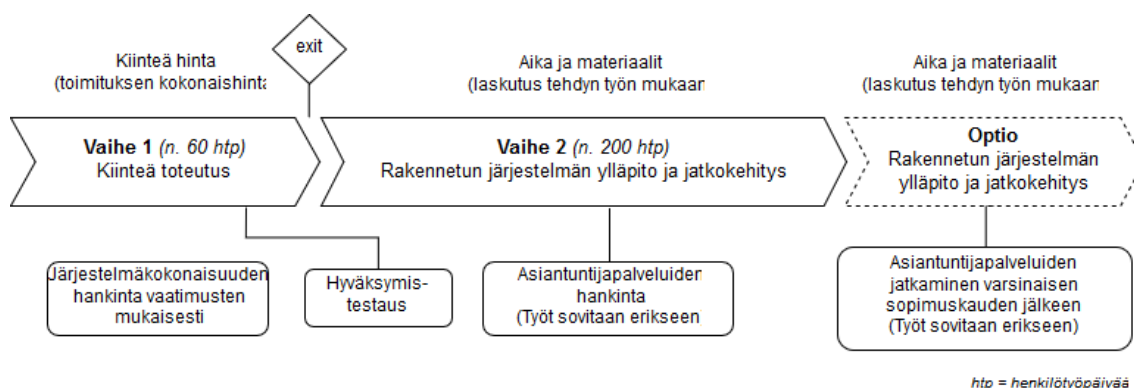 exit
Kiinteä hinta
(toimituksen kokonaishinta
Aika ja materiaalit
(laskutus tehdyn työn mukaan
Aika ja materiaalit
(laskutus tehdyn työn mukaan
Vaihe 1 (n. 60 htp)
Kiinteä toteutus
Vaihe 2 (n. 200 htp)
Rakennetun järjestelmän ylläpito ja jatkokehitys
Optio
Rakennetun järjestelmän
ylläpito ja jatkokehitys
Järjestelmäkokonaisuuden
hankinta vaatimusten
mukaisesti
Hyväksymis-
testaus
Asiantuntijapalveluiden
hankinta
(Työt sovitaan erikseen
Asiantuntijapalveluiden
jatkaminen varsinaisen
sopimuskauden jälkeen
(Työt sovitaan erikseen)
htp = henkilötyöpäivää